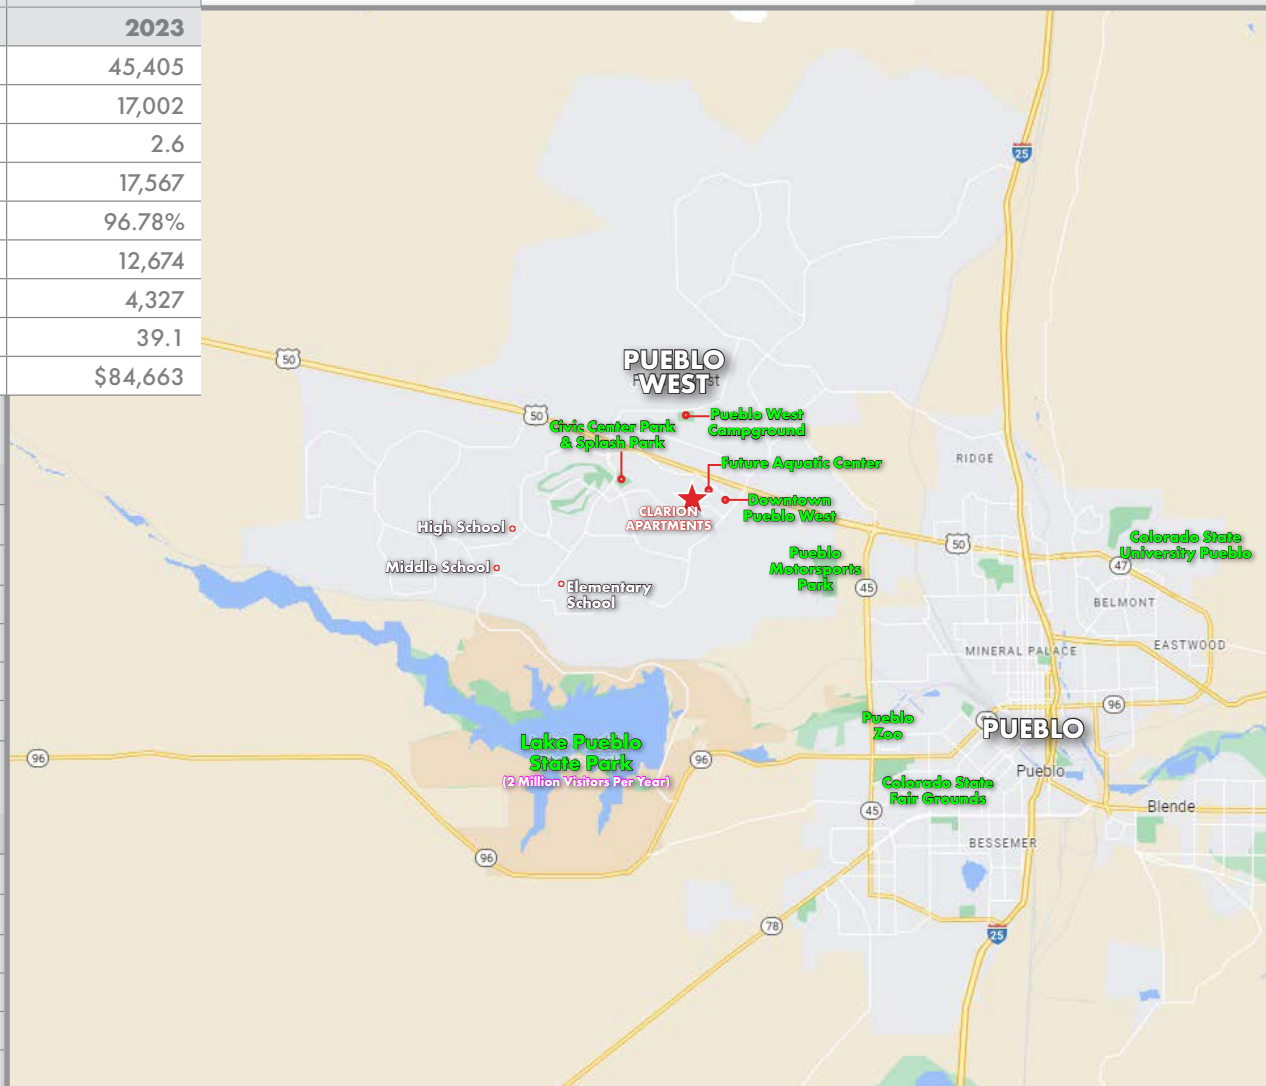 2023
45,405
17,002
2.6
17,567
96.78%
12,674
4,327
39.1
$84,663
25
50
PUEBLO
WEST
50
Pueblo West
Campground
Civic Center Park
& Splash Park
Future Aquatic Center
RIDGE
Downtown
Pueblo West
CLARION
APARTMENTS
High School
50
Colorado State
University Pueblo
47
Middle School
Pueblo
Motorsports
Park
45
Elementary
School
BELMONT
EASTWOOD
MINERAL PALACE
96
Pueblo
Zoo
PUEBLO
Lake Pueblo
State Park
(2 Million Visitors Per Year)
96
96
Pueblo
Colorado State
Fair Grounds
45
Blende
BESSEMER
96
78
25